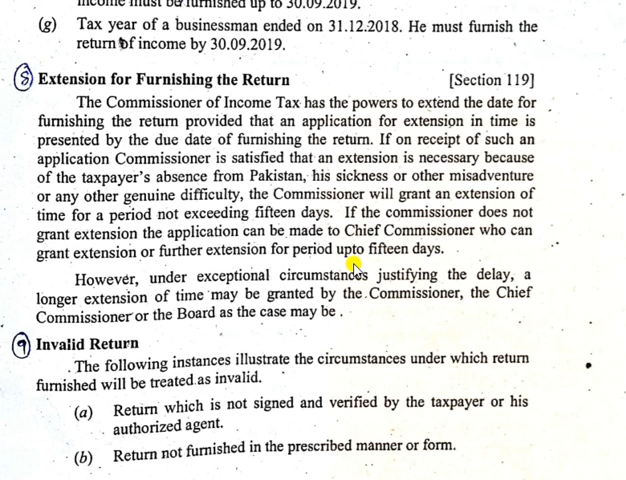 income must be furnished up to 30.09.2019.
(g) Tax year of a businessman ended on 31.12.2018. He must furnish the
return of income by 30.09.2019.
8 Extension for Furnishing the Return [Section 119]
The Commissioner of Income Tax has the powers to extend the date for
furnishing the return provided that an application for extension in time is
presented by the due date of furnishing the return. If on receipt of such an
application Commissioner is satisfied that an extension is necessary because
of the taxpayer's absence from Pakistan, his sickness or other misadventure
or any other genuine difficulty, the Commissioner will grant an extension of
time for a period not exceeding fifteen days. If the commissioner does not
grant extension the application can be made to Chief Commissioner who can
grant extension or further extension for period upto fifteen days.
However, under exceptional circumstances justifying the delay, a
longer extension of time may be granted by the Commissioner, the Chief
Commissioner or the Board as the case may be .
9 Invalid Return
The following instances illustrate the circumstances under which return
furnished will be treated as invalid.
(a) Return which is not signed and verified by the taxpayer or his
authorized agent.
(b) Return not furnished in the prescribed manner or form.